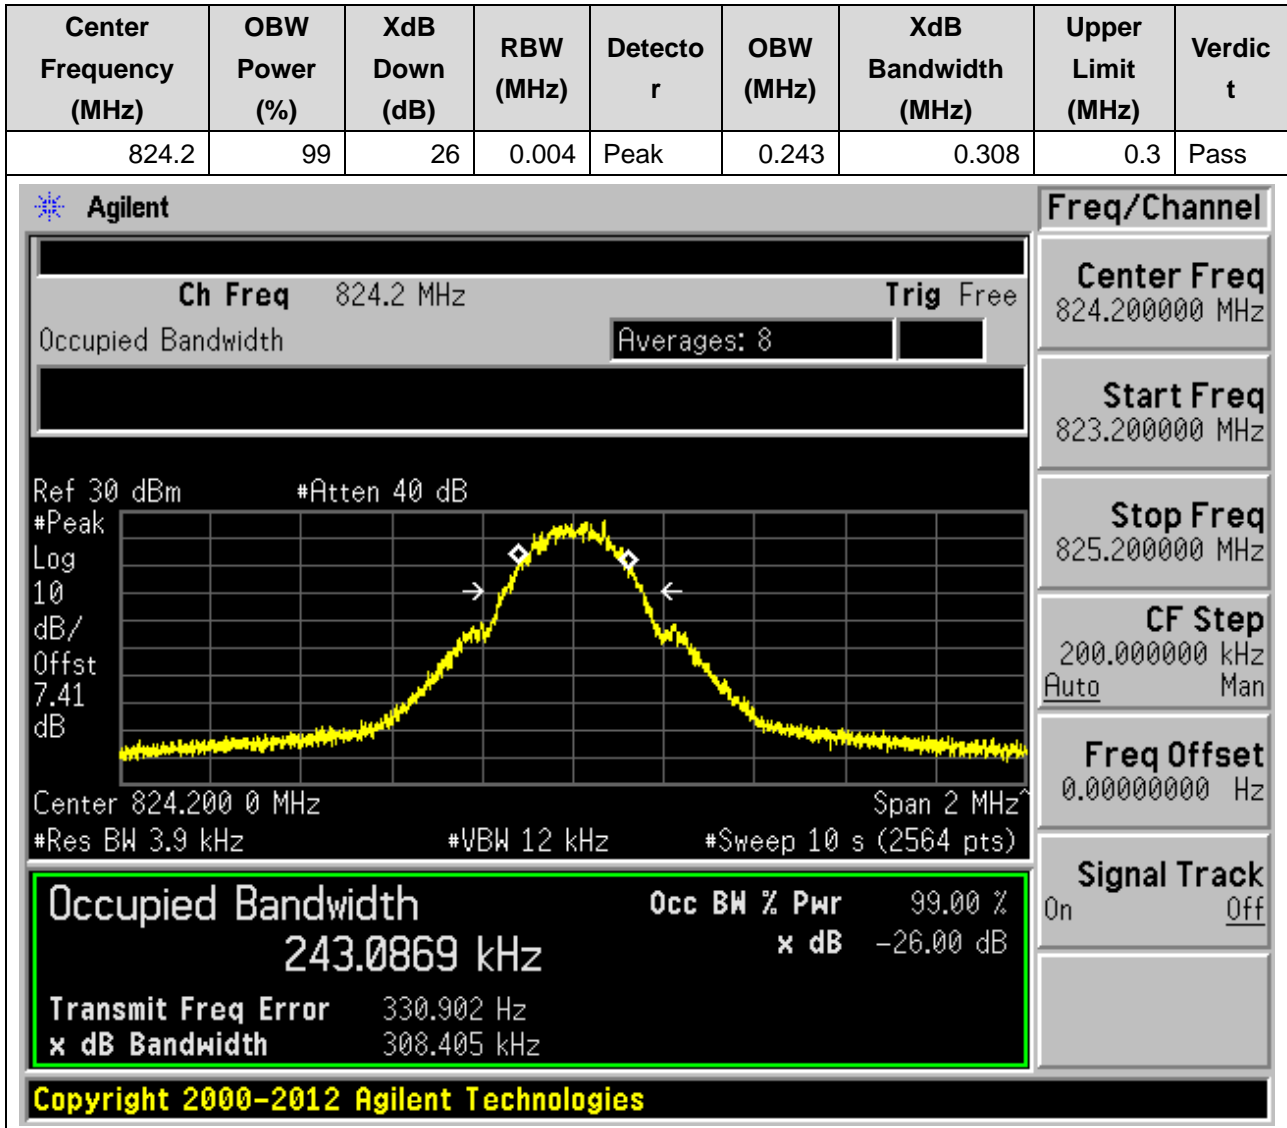 Center Frequency (MHz) OBW Power (%) XdB Down (dB) RBW (MHz) Detecto r OBW (MHz) XdB Bandwidth (MHz) Upper Limit (MHz) Verdic t
824.2 99 26 0.004 Peak 0.243 0.308 0.3 Pass
Agilent
Ch Freq 824.2 MHz Trig Free
Occupied Bandwidth Averages: 8
Ref 30 dBm #Atten 40 dB
#Peak
Log
10
dB/
Offst
7.41
dB
Center 824.200 0 MHz Span 2 MHz^
#Res BW 3.9 kHz #VBW 12 kHz #Sweep 10 s (2564 pts)
Occupied Bandwidth Occ BW % Pwr 99.00 %
243.0869 kHz x dB -26.00 dB
Transmit Freq Error 330.902 Hz
x dB Bandwidth 308.405 kHz
Copyright 2000-2012 Agilent Technologies
Freq/Channel
Center Freq
824.200000 MHz
Start Freq
823.200000 MHz
Stop Freq
825.200000 MHz
CF Step
200.000000 kHz
Auto Man
Freq Offset
0.00000000 Hz
Signal Track
On Off